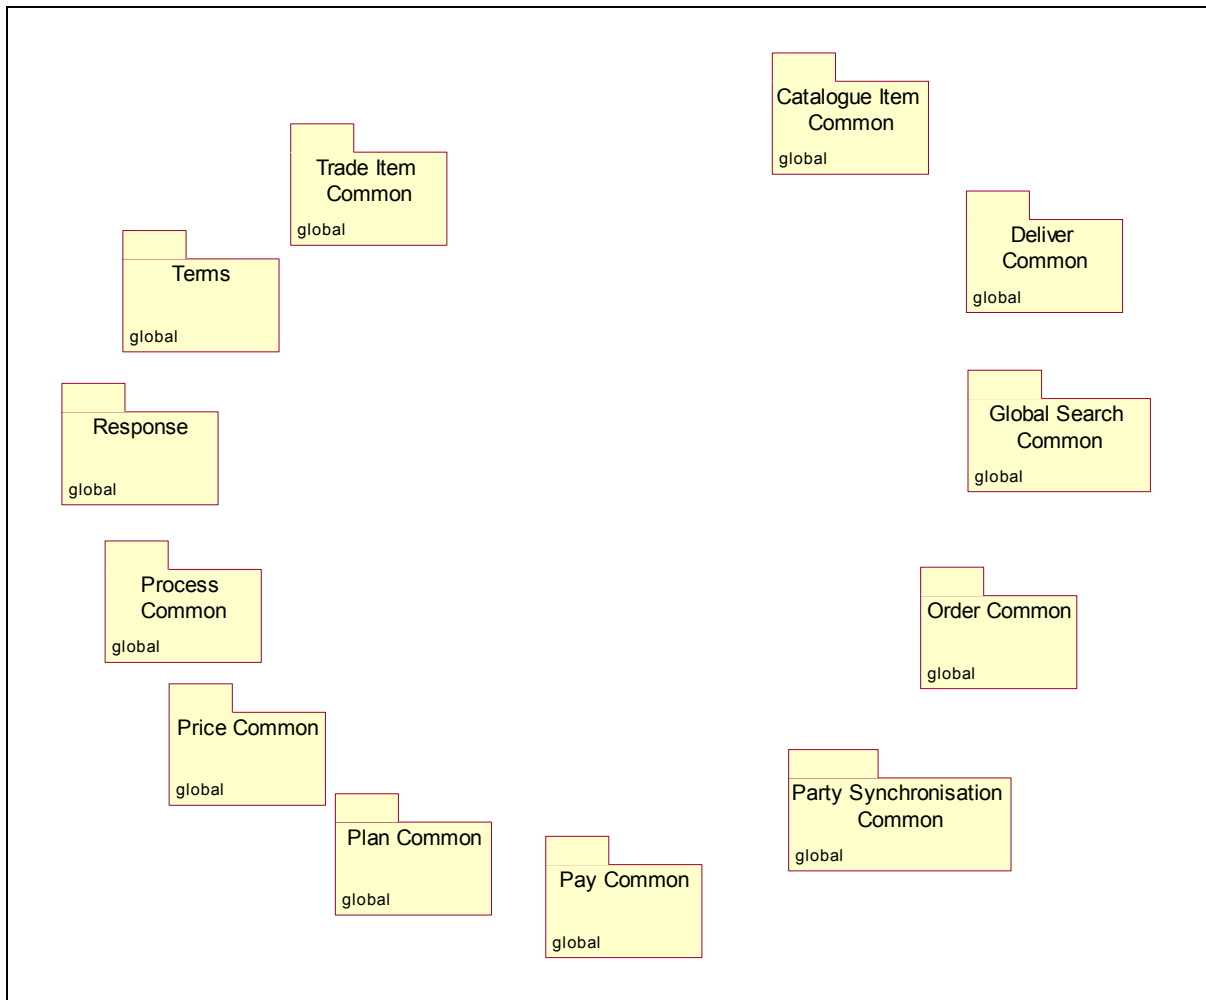 Catalogue Item
Common
global
Trade Item
Common
global
Deliver
Common
global
Terms
global
Global Search
Common
global
Response
global
Process
Common
global
Order Common
global
Price Common
global
Party Synchronisation
Common
global
Plan Common
global
Pay Common
global